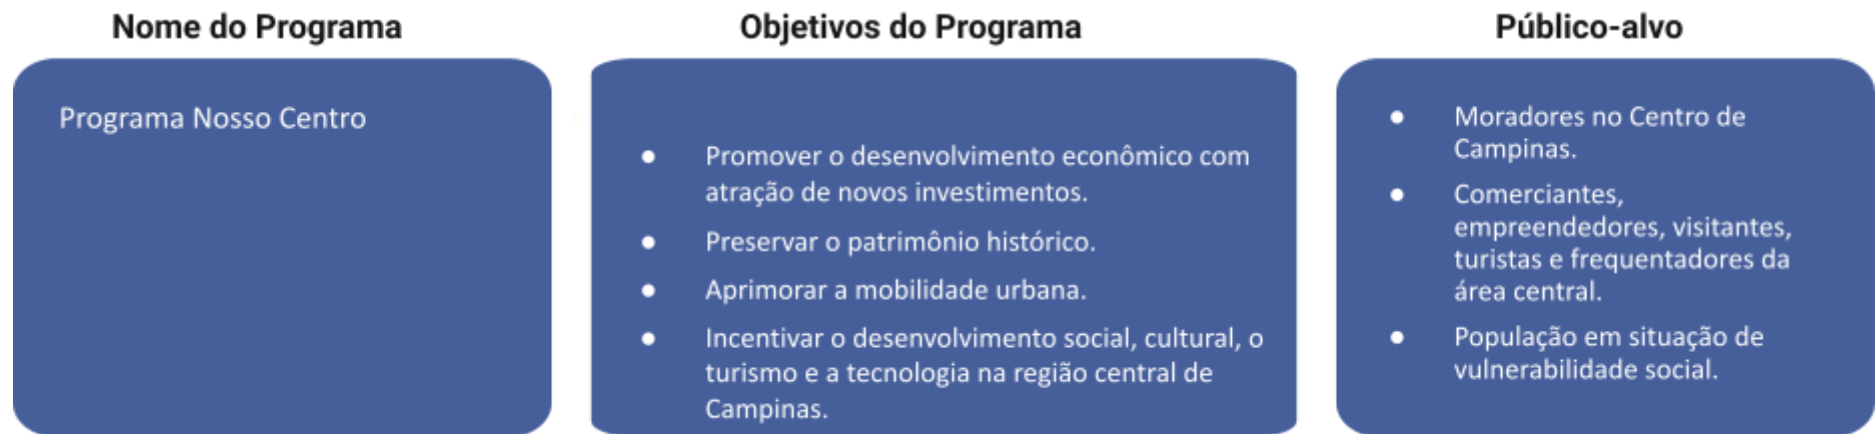 Nome do Programa
Programa Nosso Centro
Objetivos do Programa
● Promover o desenvolvimento econômico com
atração de novos investimentos.
● Preservar o patrimônio histórico.
● Aprimorar a mobilidade urbana.
● Incentivar o desenvolvimento social, cultural, o
turismo e a tecnologia na região central de
Campinas.
Público-alvo
● Moradores no Centro de
Campinas.
● Comerciantes,
empreendedores, visitantes,
turistas e frequentadores da
área central.
● População em situação de
vulnerabilidade social.